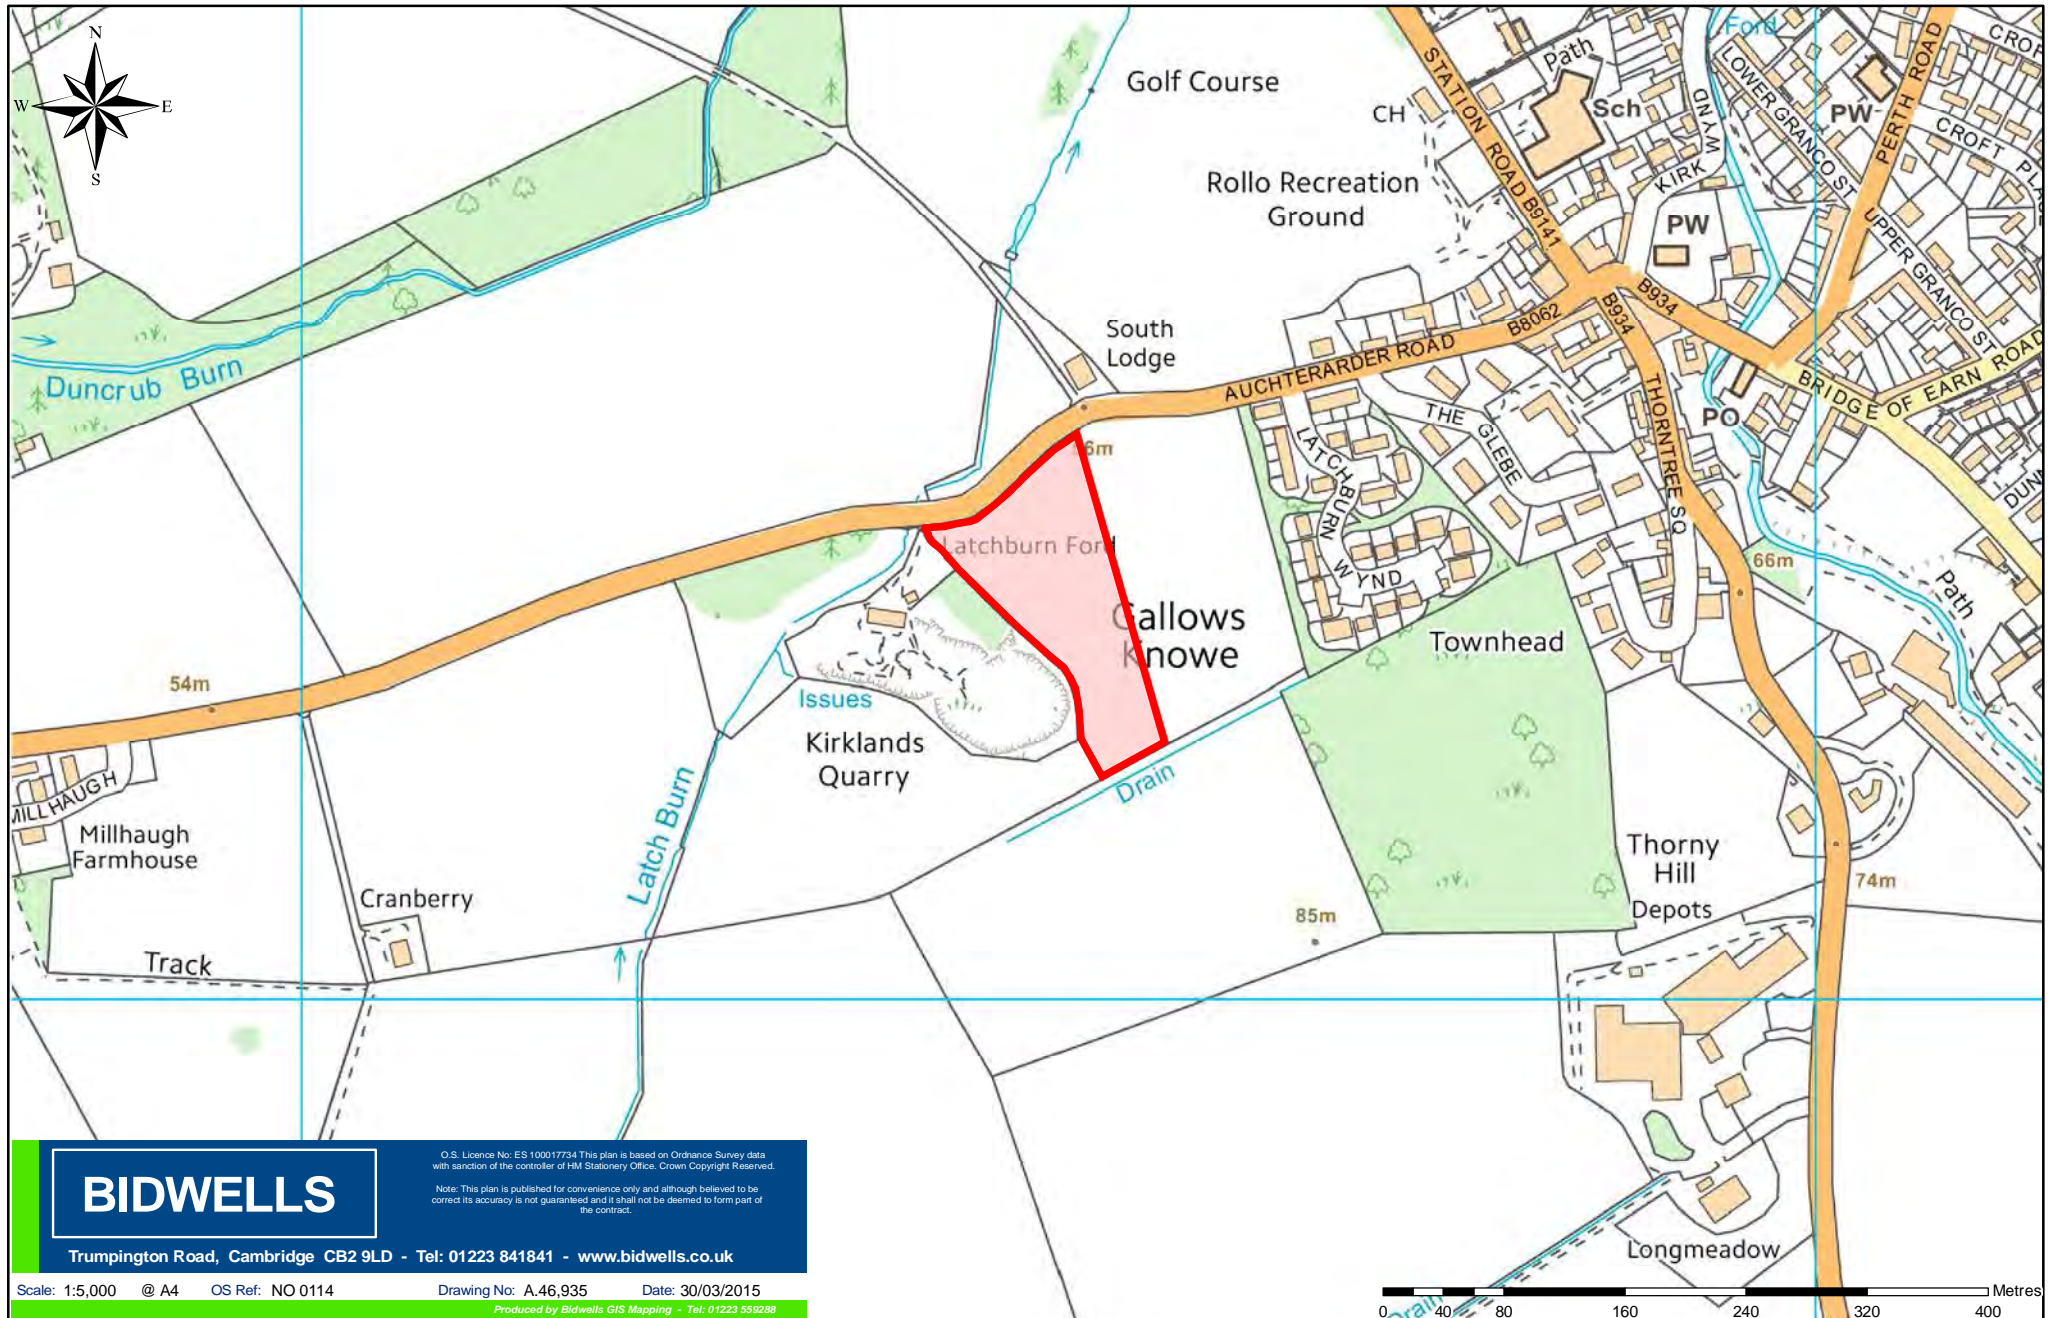 N
W
E
S
Golf Course
CH
Rollo Recreation
Ground
STATION ROAD B9141
Path
Sch
Ford
KIRK
WYND
LOWER GRANCO ST
PW
PERTH ROAD
CROFT PLACE
PW
UPPER GRANCO ST
B934
B934
B8062
AUCHTERARDER ROAD
South
Lodge
BRIDGE OF EARN ROAD
PO
THORNTREE SQ
THE GLEBE
LATCHBURN
WYND
Duncrub Burn
6m
Latchburn Ford
Gallows
Knowe
Townhead
66m
Path
54m
Issues
Kirklands
Quarry
Drain
Latch Burn
MILLHAUGH
Millhaugh
Farmhouse
Cranberry
Track
85m
Thorny
Hill
Depots
74m
Longmeadow
Drain
BIDWELLS
O.S. Licence No: ES 100017734 This plan is based on Ordnance Survey data
with sanction of the controller of HM Stationery Office. Crown Copyright Reserved.
Note: This plan is published for convenience only and although believed to be
correct its accuracy is not guaranteed and it shall not be deemed to form part of
the contract.
Trumpington Road, Cambridge CB2 9LD - Tel: 01223 841841 - www.bidwells.co.uk
Scale: 1:5,000 @ A4 OS Ref: NO 0114 Drawing No: A.46,935 Date: 30/03/2015
Produced by Bidwells GIS Mapping - Tel: 01223 559288
Metres
0 40 80 160 240 320 400